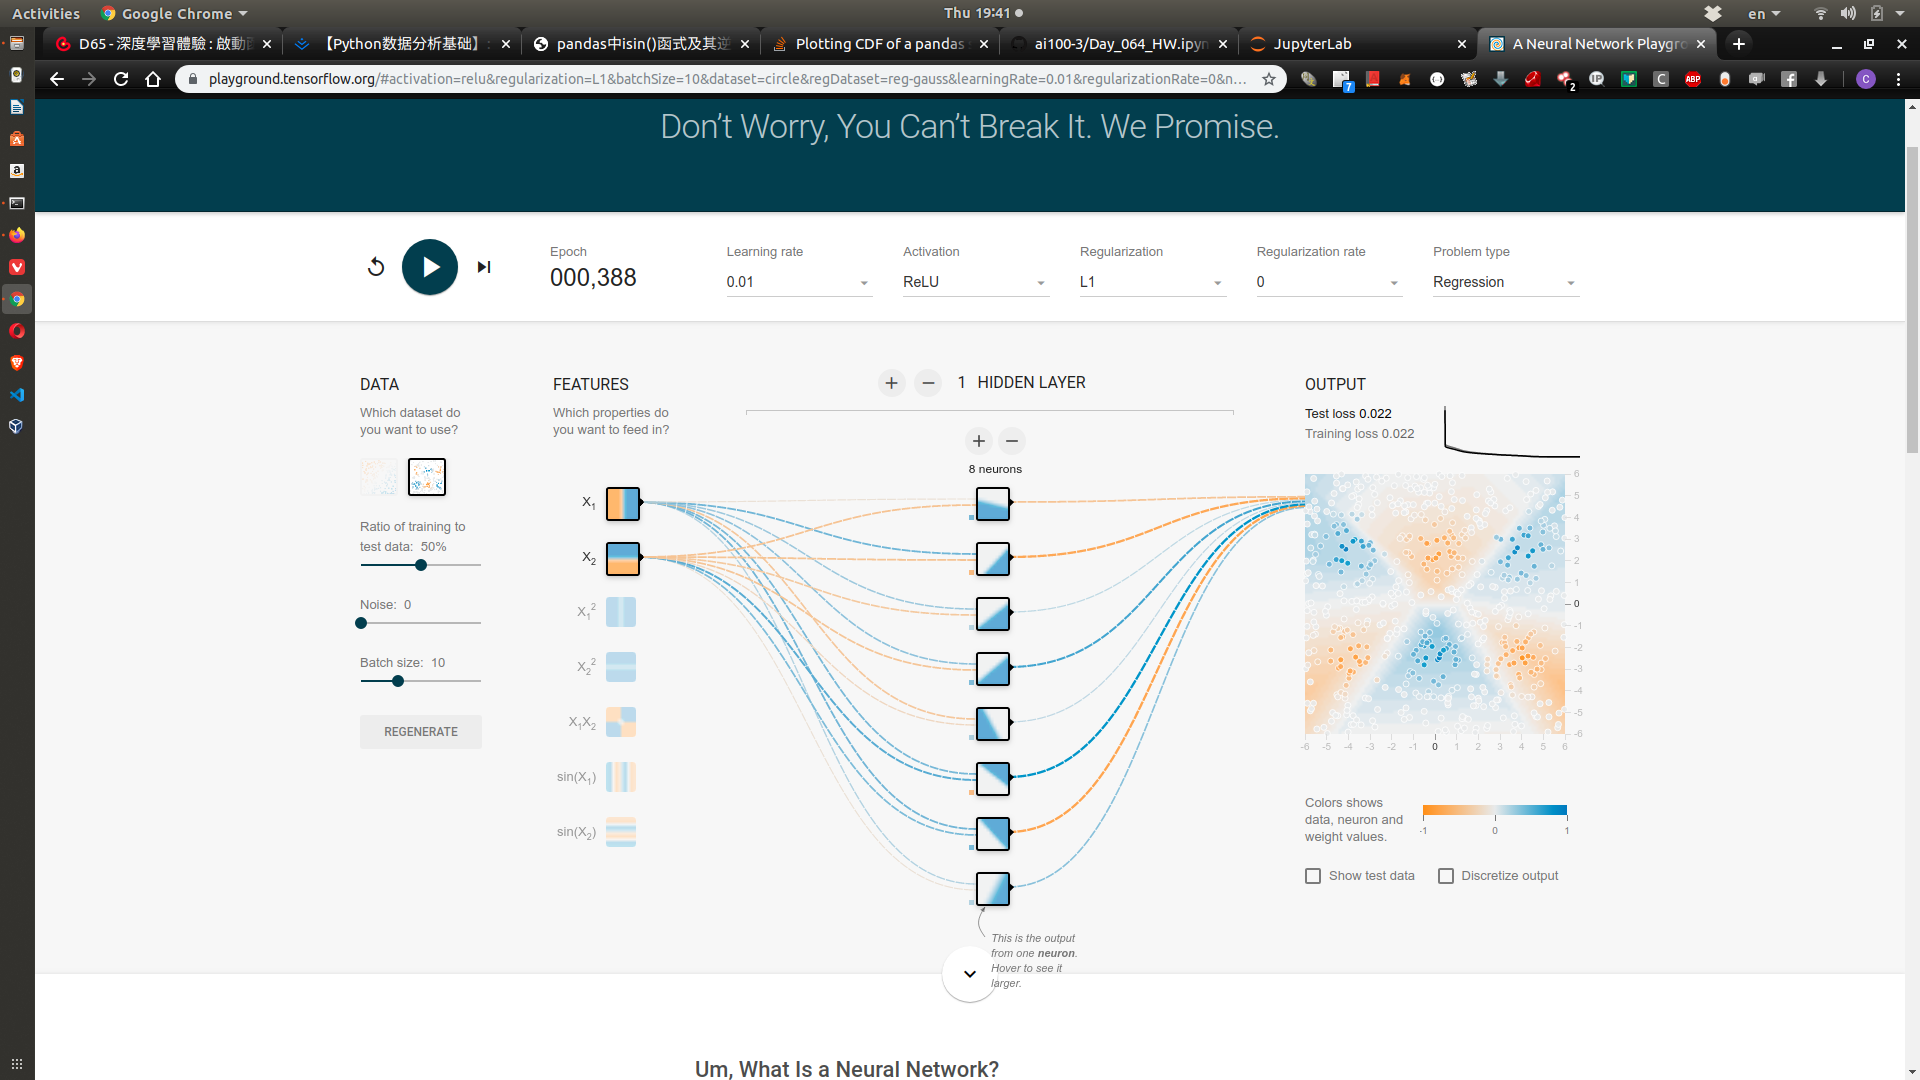 Activities
Google Chrome
Thu 19:41
en
D65 - 深度學習體驗 : 啟動
【Python数据分析基础】
pandas中isin()函式及其逆
Plotting CDF of a pandas
ai100-3/Day_064_HW.ipyn
JupyterLab
A Neural Network Playgro
playground.tensorflow.org/#activation=relu&regularization=L1&batchSize=10&dataset=circle&regDataset=reg-gauss&learningRate=0.01&regularizationRate=0&n...
7
2
ABP
IP
C
C
Don't Worry, You Can't Break It. We Promise.
Epoch
000,388
Learning rate
0.01
Activation
ReLU
Regularization
L1
Regularization rate
0
Problem type
Regression
DATA
Which dataset do
you want to use?
Ratio of training to
test data: 50%
Noise: 0
Batch size: 10
REGENERATE
FEATURES
Which properties do
you want to feed in?
X1
X2
X1²
X2²
X1X2
sin(X1)
sin(X2)
+ − 1 HIDDEN LAYER
+ −
8 neurons
This is the output
from one neuron.
Hover to see it
larger.
OUTPUT
Test loss 0.022
Training loss 0.022
6
5
4
3
2
1
0
-1
-2
-3
-4
-5
-6
-6 -5 -4 -3 -2 -1 0 1 2 3 4 5 6
Colors shows
data, neuron and
weight values.
-1 0 1
Show test data
Discretize output
Um, What Is a Neural Network?